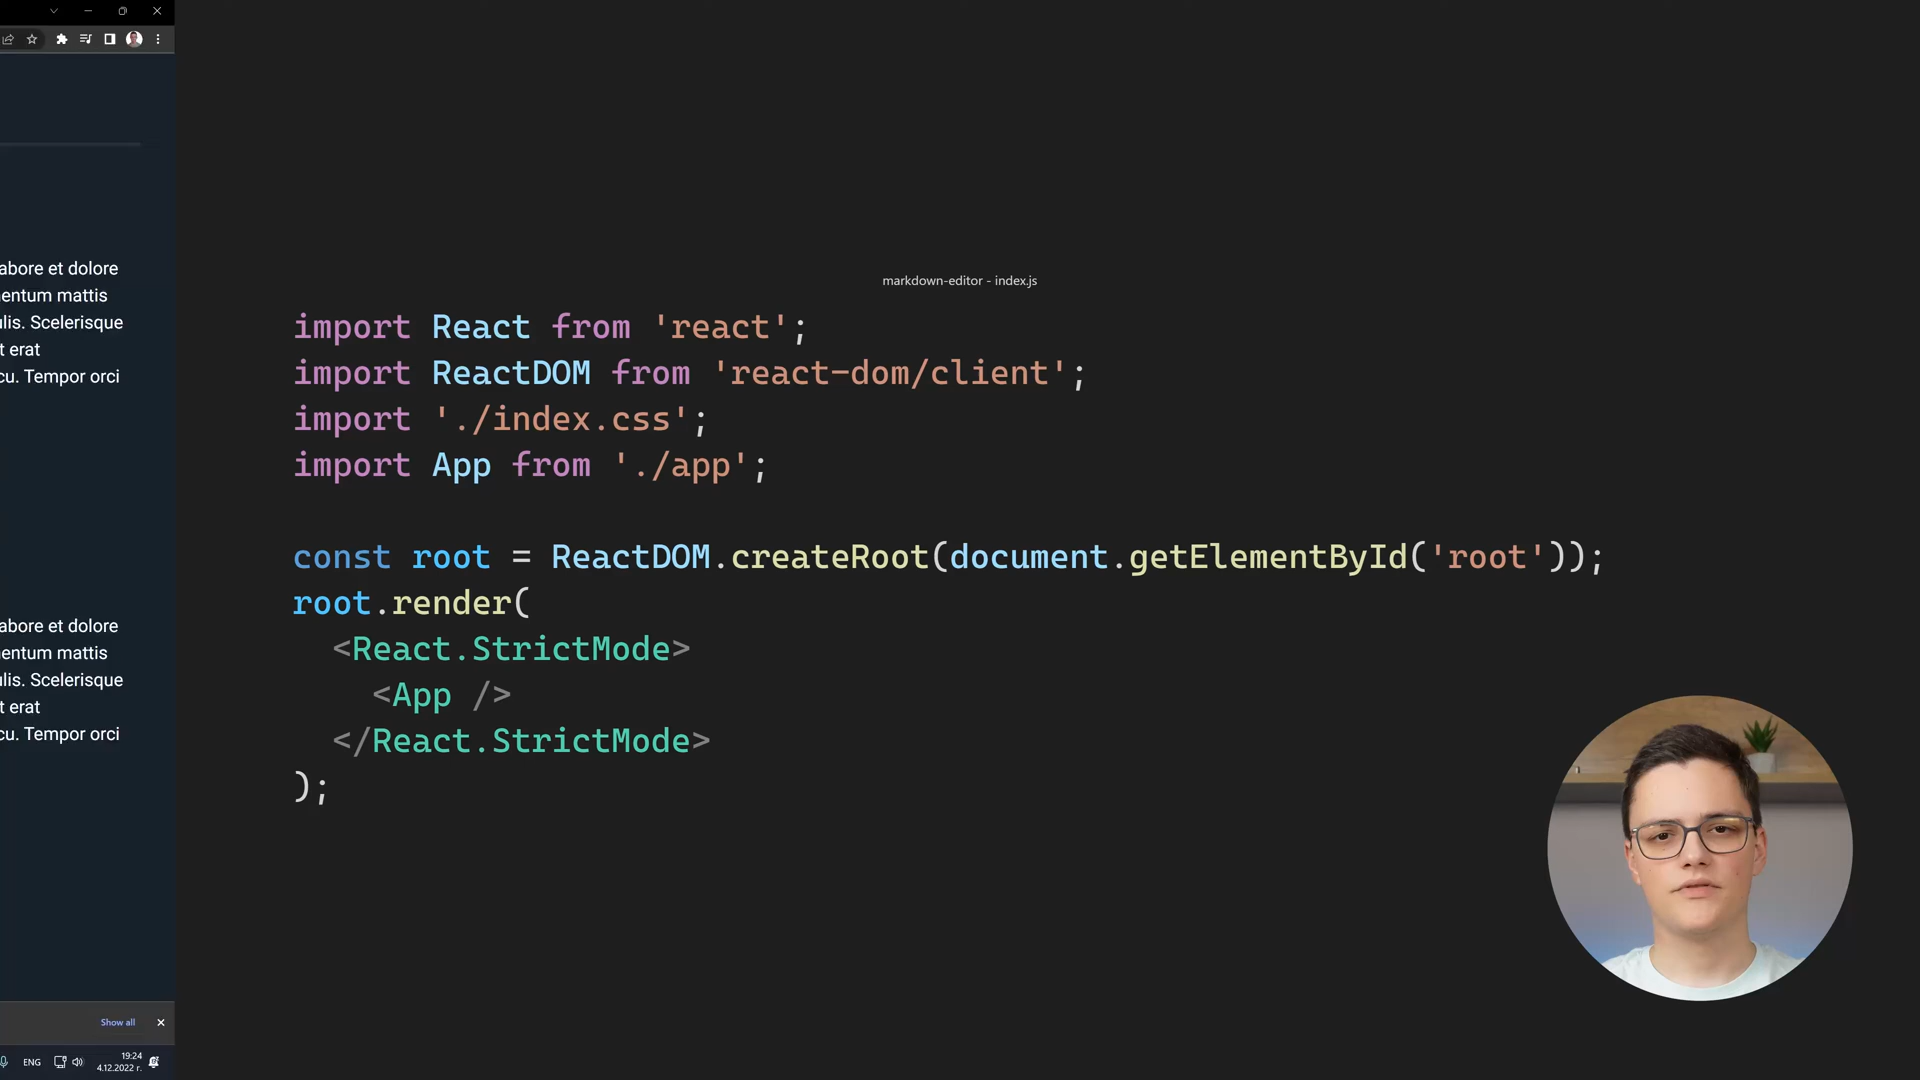 abore et dolore
entum mattis
ulis. Scelerisque
t erat
cu. Tempor orci
abore et dolore
entum mattis
ulis. Scelerisque
t erat
cu. Tempor orci
Show all
ENG
19:24
4.12.2022 г.
markdown-editor - index.js
import React from 'react';
import ReactDOM from 'react-dom/client';
import './index.css';
import App from './app';
const root = ReactDOM.createRoot(document.getElementById('root'));
root.render(
<React.StrictMode>
<App />
</React.StrictMode>
);